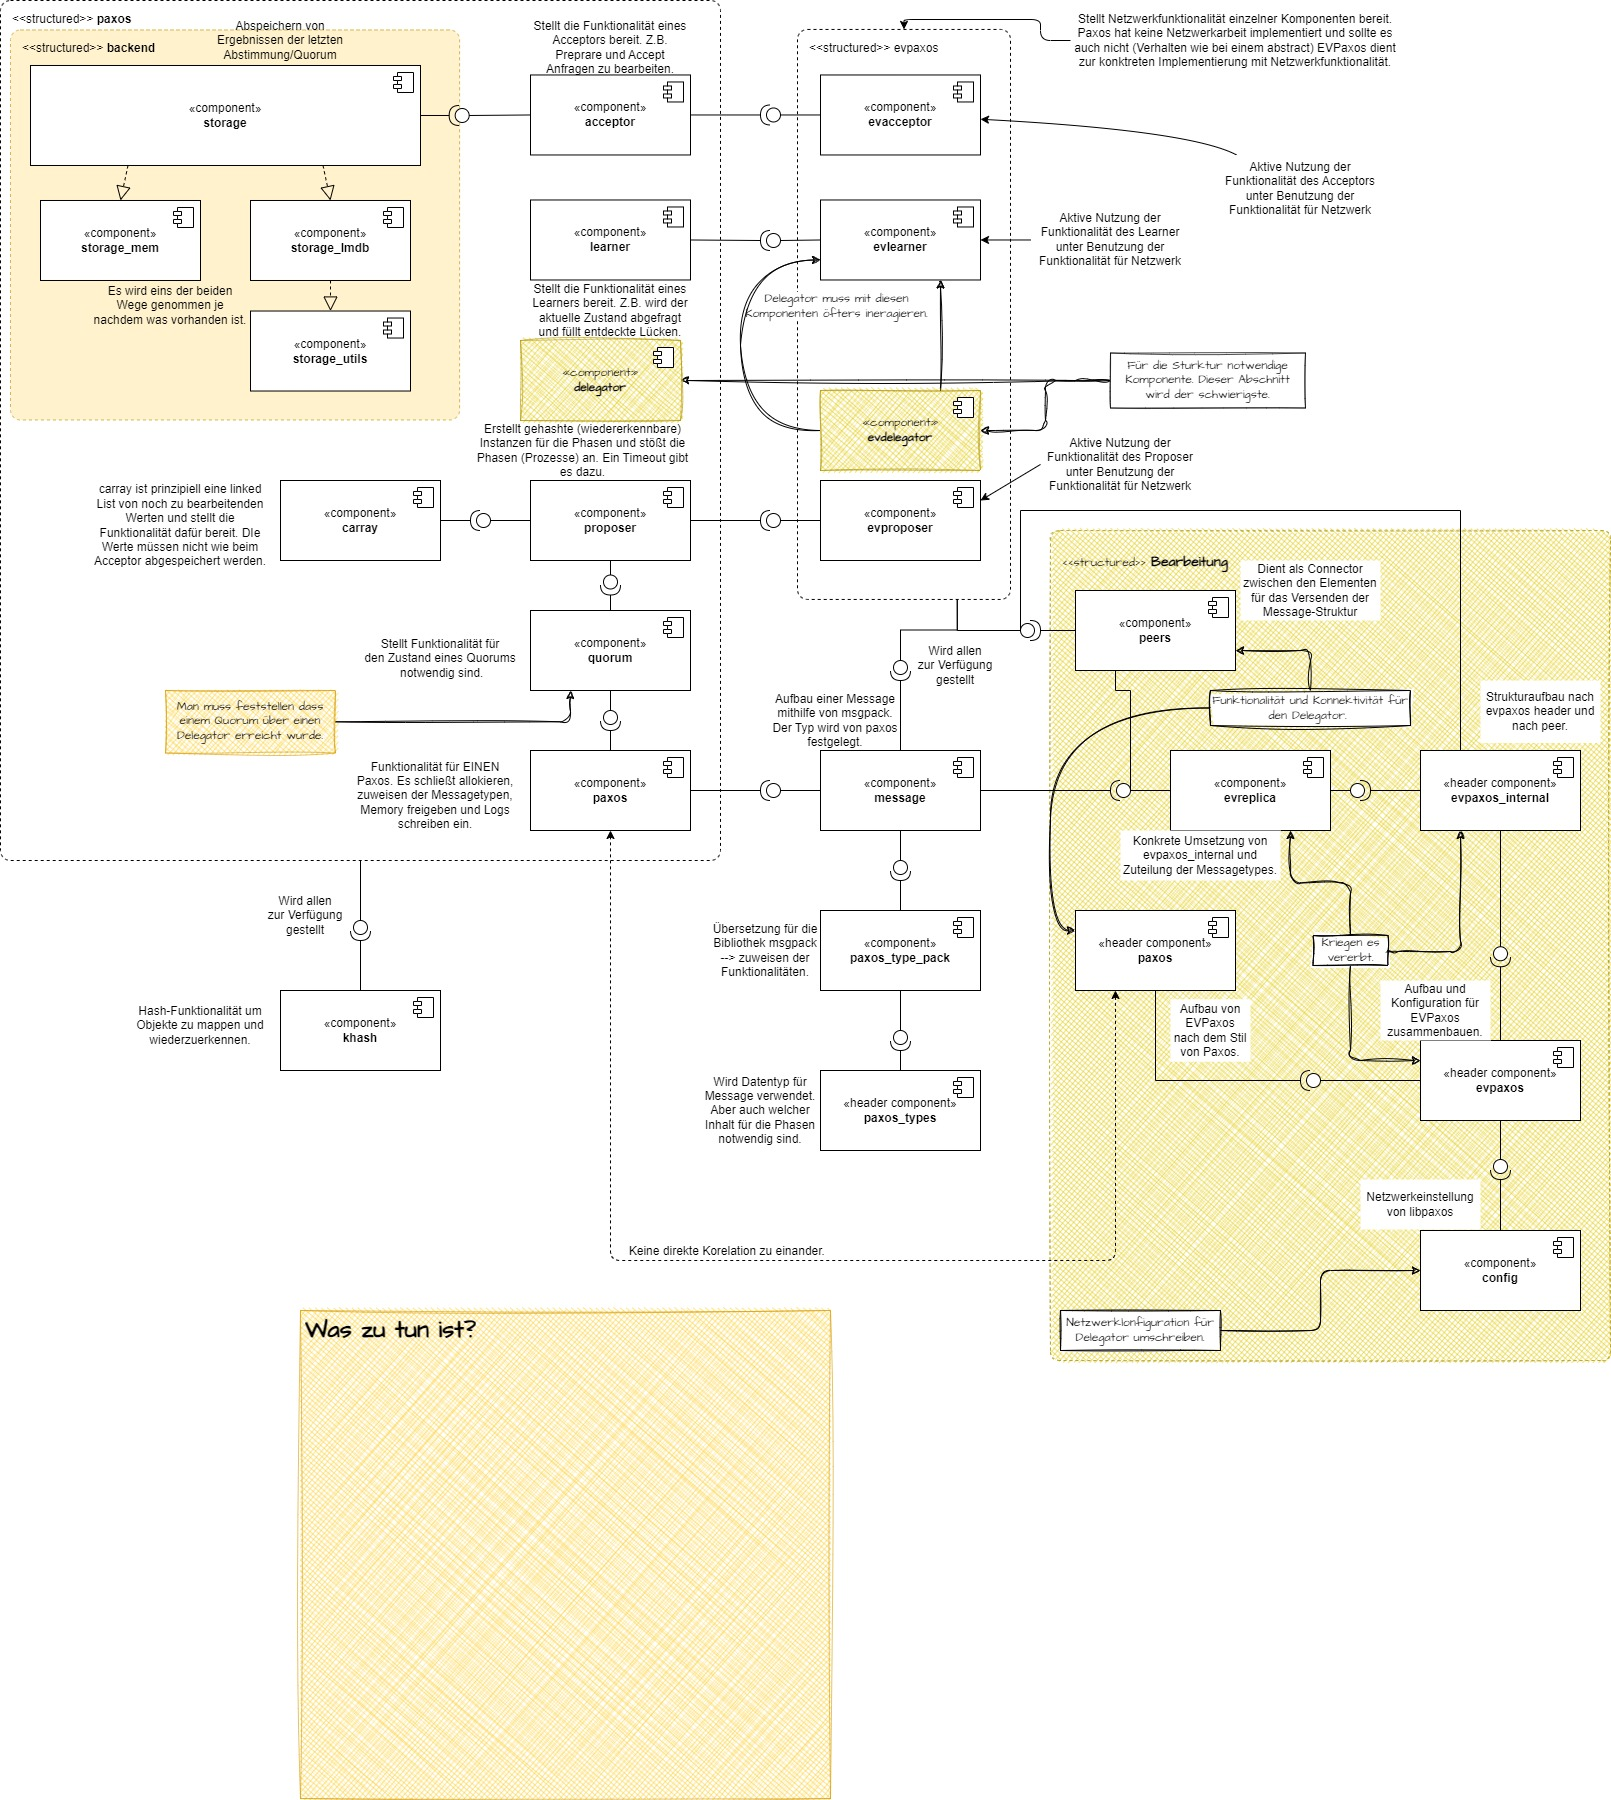 <<structured>> paxos
<<structured>> backend
Abspeichern von
Ergebnissen der letzten
Abstimmung/Quorum
«component»
storage
«component»
storage_mem
«component»
storage_lmdb
Es wird eins der beiden
Wege genommen je
nachdem was vorhanden ist.
«component»
storage_utils
Stellt die Funktionalität eines
Acceptors bereit. Z.B.
Preprare und Accept
Anfragen zu bearbeiten.
«component»
acceptor
«component»
learner
Stellt die Funktionalität eines
Learners bereit. Z.B. wird der
aktuelle Zustand abgefragt
und füllt entdeckte Lücken.
«component»
delegator
Erstellt gehashte (wiedererkennbare)
Instanzen für die Phasen und stößt die
Phasen (Prozesse) an. Ein Timeout gibt
es dazu.
carray ist prinzipiell eine linked
List von noch zu bearbeitenden
Werten und stellt die
Funktionalität dafür bereit. DIe
Werte müssen nicht wie beim
Acceptor abgespeichert werden.
«component»
carray
«component»
proposer
Stellt Funktionalität für
den Zustand eines Quorums
notwendig sind.
«component»
quorum
Man muss feststellen dass
einem Quorum über einen
Delegator erreicht wurde.
Funktionalität für EINEN
Paxos. Es schließt allokieren,
zuweisen der Messagetypen,
Memory freigeben und Logs
schreiben ein.
«component»
paxos
<<structured>> evpaxos
«component»
evacceptor
«component»
evlearner
Delegator muss mit diesen
Komponenten öfters ineragieren.
«component»
evdelegator
«component»
evproposer
Stellt Netzwerkfunktionalität einzelner Komponenten bereit.
Paxos hat keine Netzwerkarbeit implementiert und sollte es
auch nicht (Verhalten wie bei einem abstract) EVPaxos dient
zur konktreten Implementierung mit Netzwerkfunktionalität.
Aktive Nutzung der
Funktionalität des Acceptors
unter Benutzung der
Funktionalität für Netzwerk
Aktive Nutzung der
Funktionalität des Learner
unter Benutzung der
Funktionalität für Netzwerk
Für die Sturktur notwendige
Komponente. Dieser Abschnitt
wird der schwierigste.
Aktive Nutzung der
Funktionalität des Proposer
unter Benutzung der
Funktionalität für Netzwerk
<<structured>> Bearbeitung
Dient als Connector
zwischen den Elementen
für das Versenden der
Message-Struktur
«component»
peers
Wird allen
zur Verfügung
gestellt
Aufbau einer Message
mithilfe von msgpack.
Der Typ wird von paxos
festgelegt.
«component»
message
Funktionalität und Konnektivität für
den Delegator.
Strukturaufbau nach
evpaxos header und
nach peer.
«component»
evreplica
«header component»
evpaxos_internal
Konkrete Umsetzung von
evpaxos_internal und
Zuteilung der Messagetypes.
Wird allen
zur Verfügung
gestellt
Hash-Funktionalität um
Objekte zu mappen und
wiederzuerkennen.
«component»
khash
Übersetzung für die
Bibliothek msgpack
--> zuweisen der
Funktionalitäten.
«component»
paxos_type_pack
«header component»
paxos
Kriegen es
vererbt.
Aufbau von
EVPaxos
nach dem Stil
von Paxos.
Aufbau und
Konfiguration für
EVPaxos
zusammenbauen.
Wird Datentyp für
Message verwendet.
Aber auch welcher
Inhalt für die Phasen
notwendig sind.
«header component»
paxos_types
«header component»
evpaxos
Netzwerkeinstellung
von libpaxos
Keine direkte Korelation zu einander.
«component»
config
Netzwerklonfiguration für
Delegator umschreiben.
Was zu tun ist?